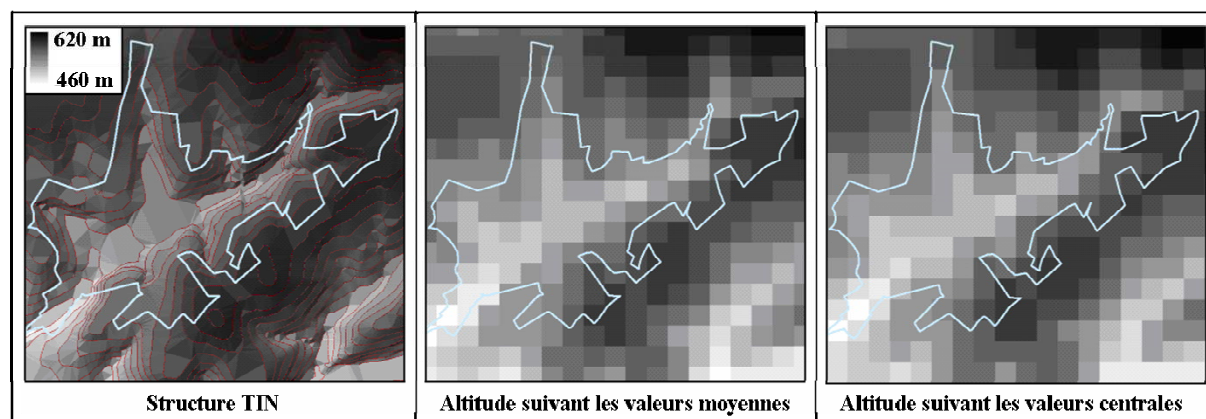 620 m
460 m
Structure TIN
Altitude suivant les valeurs moyennes
Altitude suivant les valeurs centrales